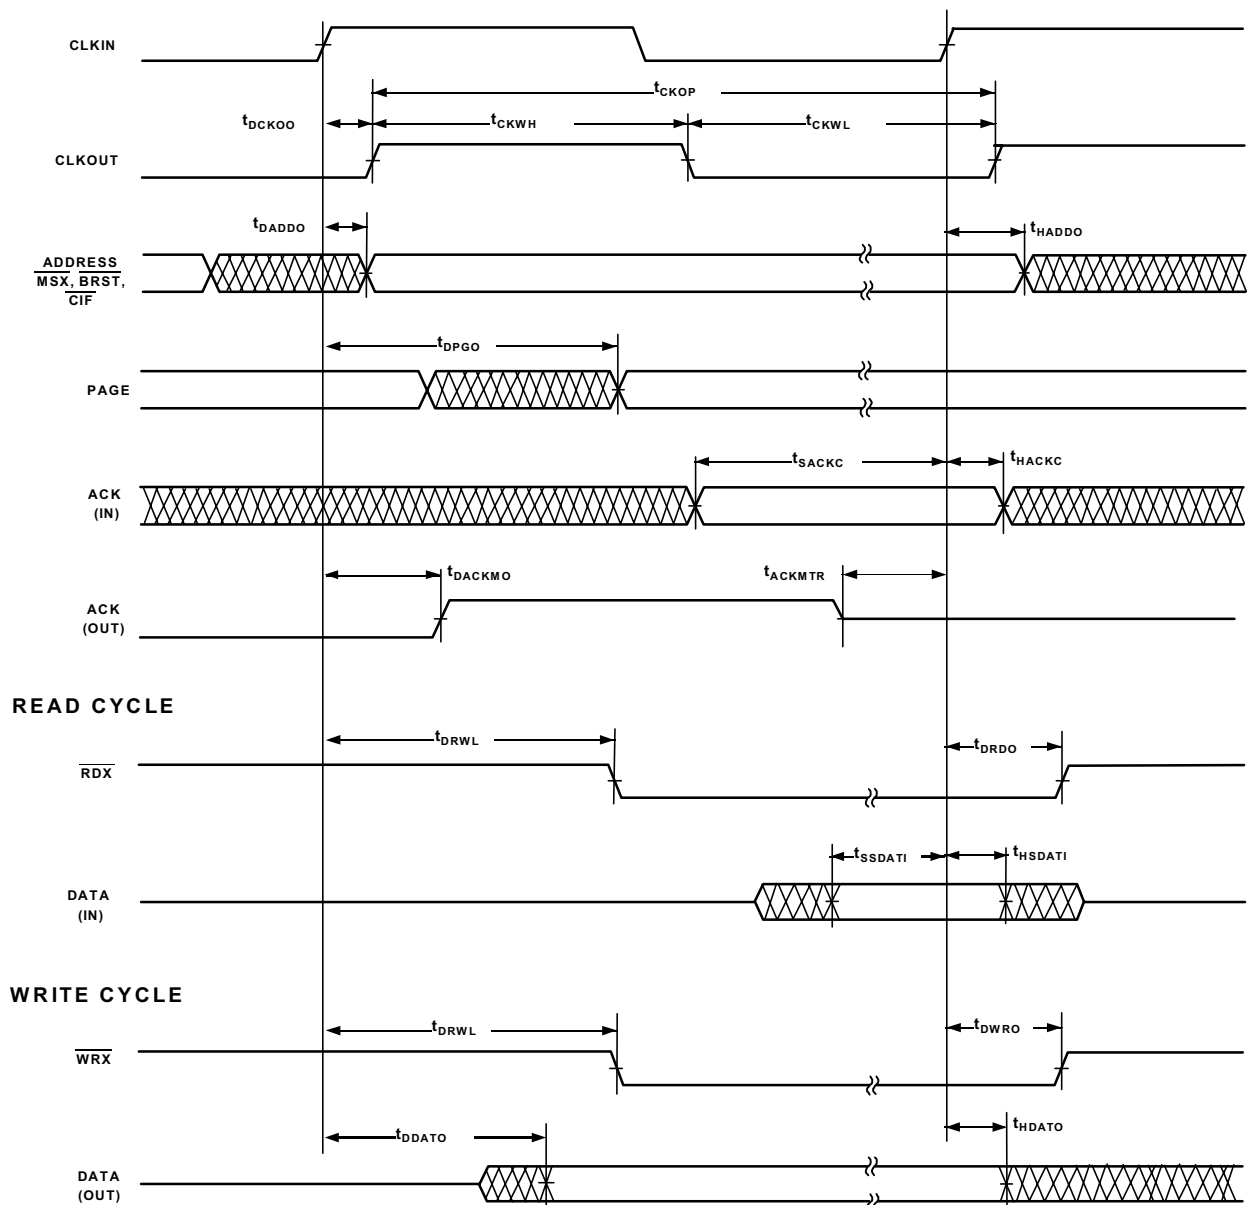 CLKIN
tCKOP
tDCKOO
tCKWH
tCKWL
CLKOUT
tDADDO
tHADDO
ADDRESS
MSX, BRST,
CIF
tDPGO
PAGE
tSACKC
tHACKC
ACK
(IN)
tDACKMO
tACKMTR
ACK
(OUT)
READ CYCLE
tDRWL
tDRDO
RDX
tSSDATI
tHSDATI
DATA
(IN)
WRITE CYCLE
tDRWL
tDWRO
WRX
tDDATO
tHDATO
DATA
(OUT)